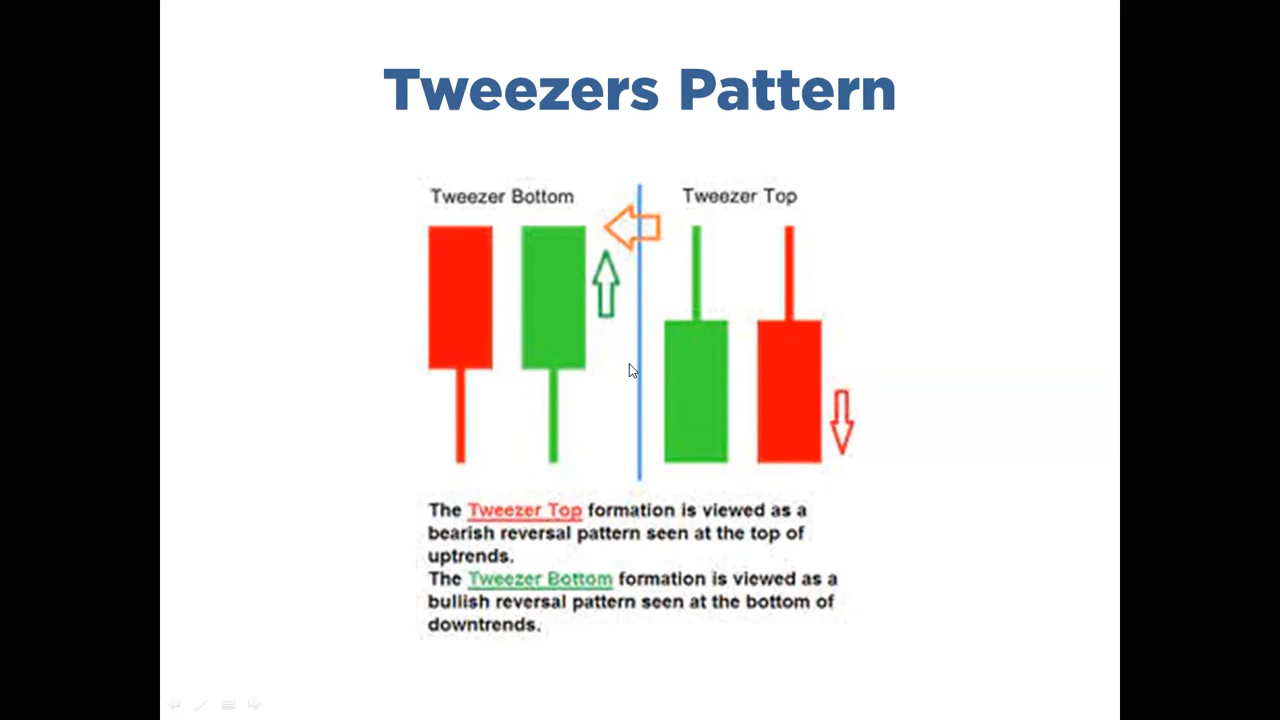 Tweezers Pattern
Tweezer Bottom
Tweezer Top
The Tweezer Top formation is viewed as a
bearish reversal pattern seen at the top of
uptrends.
The Tweezer Bottom formation is viewed as a
bullish reversal pattern seen at the bottom of
downtrends.